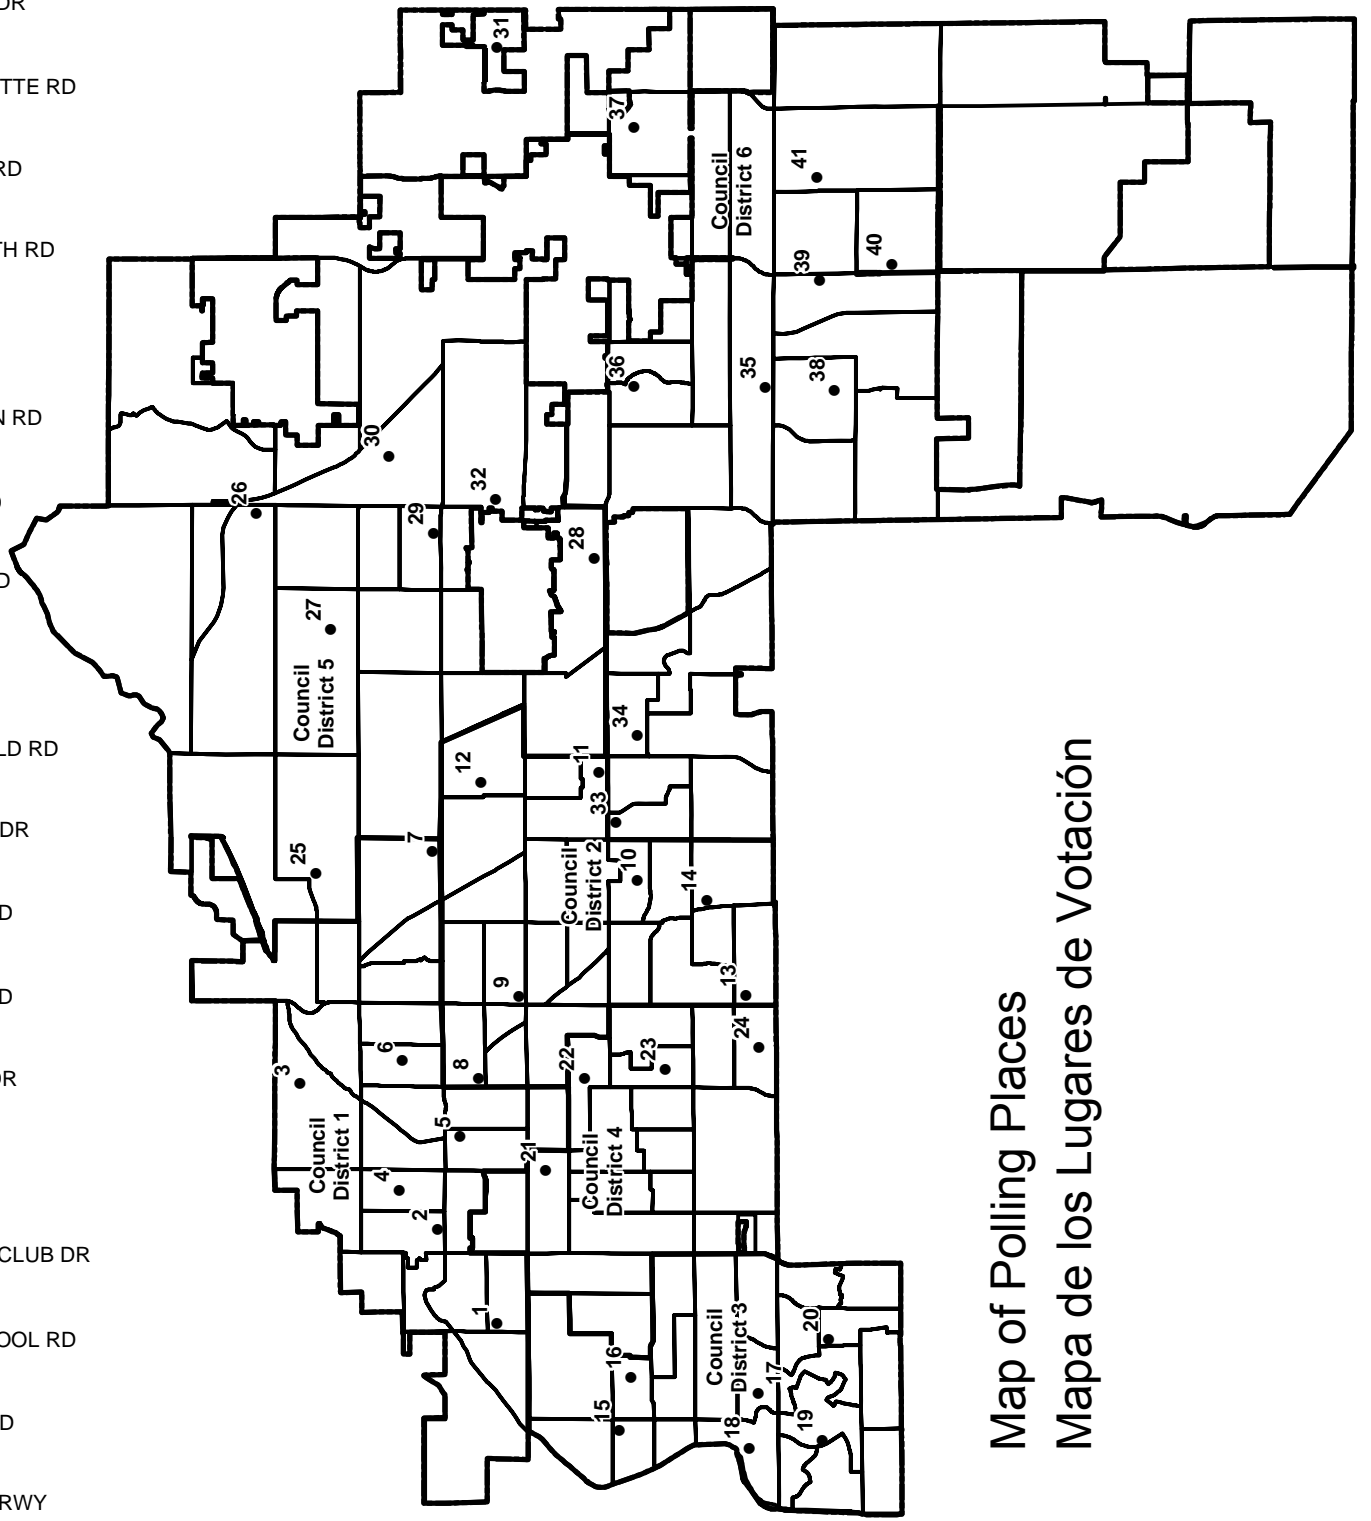 DR
TTE RD
RD
TH RD
N RD
D
D
LD RD
DR
D
D
DR
CLUB DR
OOL RD
D
RWY
31
37
41
Council
District 6
40
39
36
35
38
30
32
26
29
28
27
Council
District 5
34
12
11
33
7
25
Council
District 2
10
14
9
13
24
6
8
22
23
3
5
21
Council
District 1
4
Council
District 4
2
1
20
Council
District 3
16
17
15
18
19
Map of Polling Places
Mapa de los Lugares de Votación